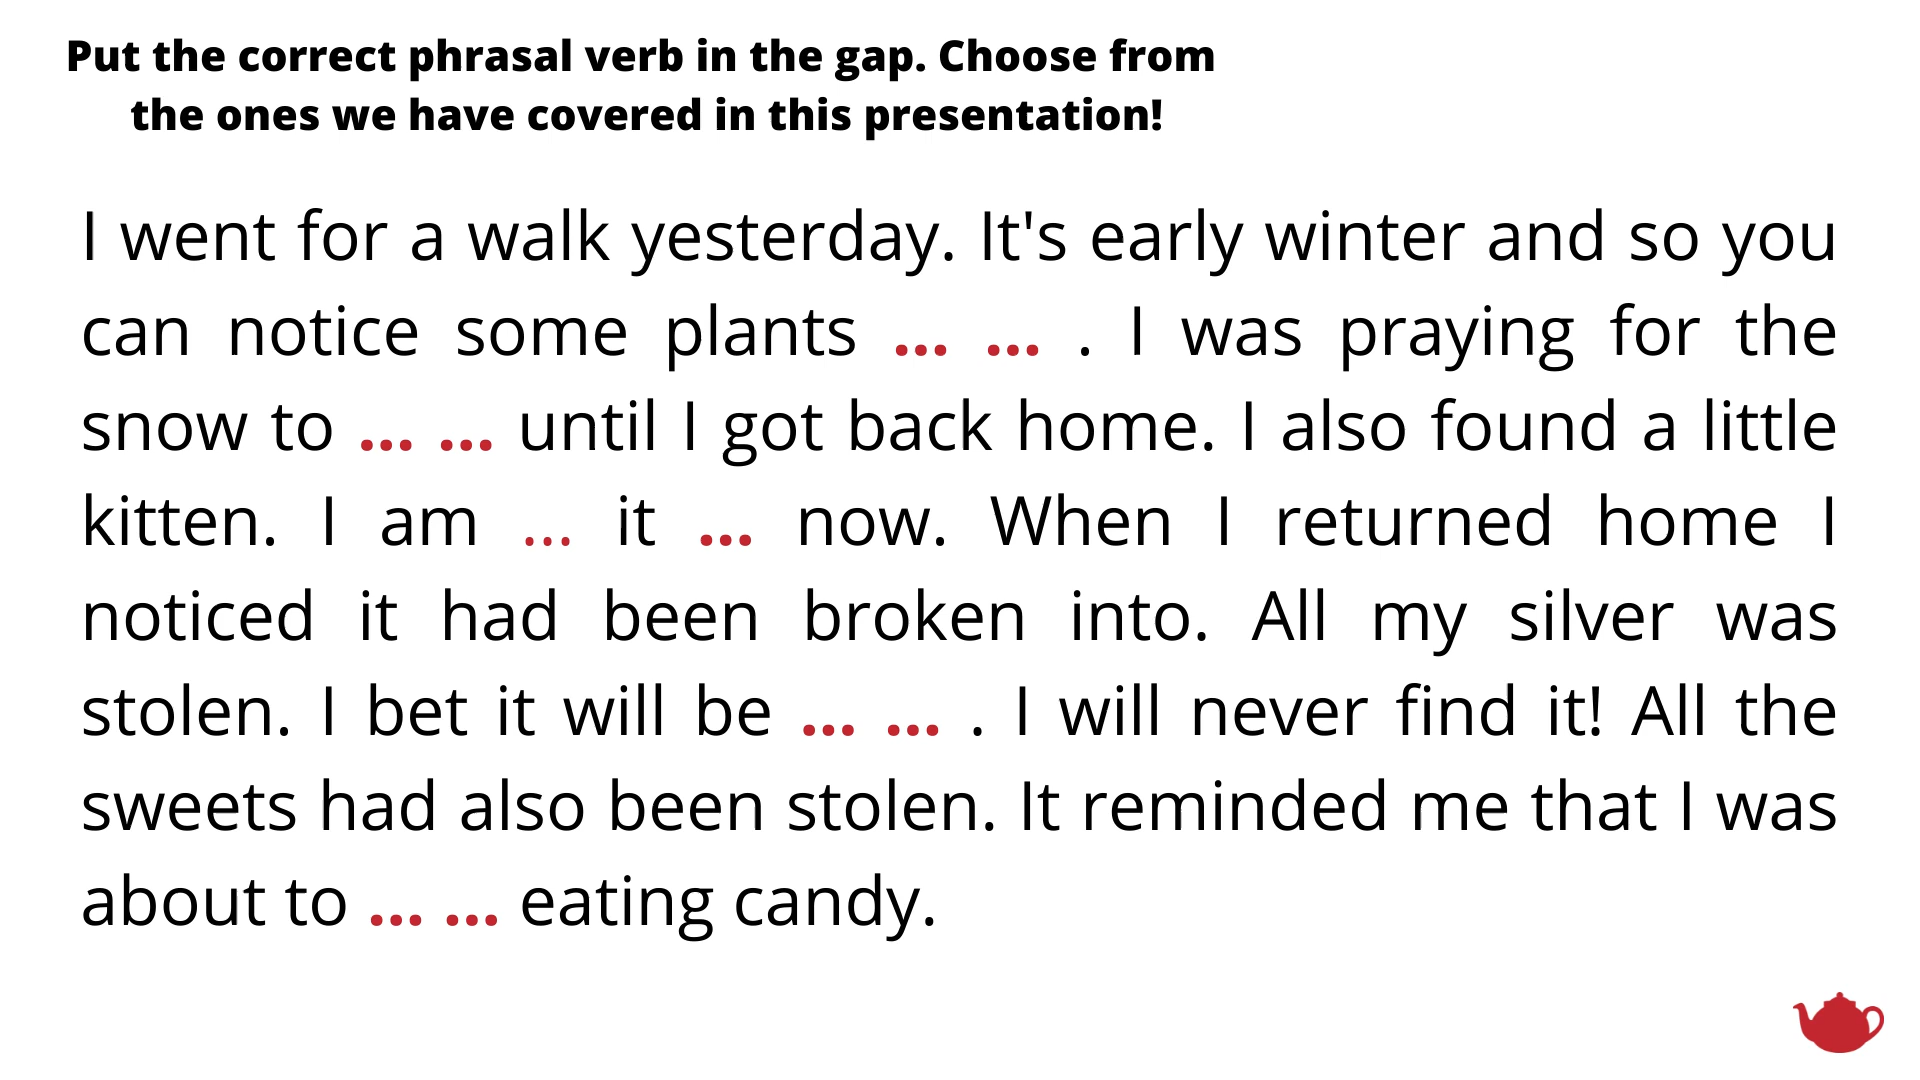 Put the correct phrasal verb in the gap. Choose from
the ones we have covered in this presentation!
I went for a walk yesterday. It's early winter and so you
can notice some plants ... ... . I was praying for the
snow to ... ... until I got back home. I also found a little
kitten. I am ... it ... now. When I returned home I
noticed it had been broken into. All my silver was
stolen. I bet it will be ... ... . I will never find it! All the
sweets had also been stolen. It reminded me that I was
about to ... ... eating candy.